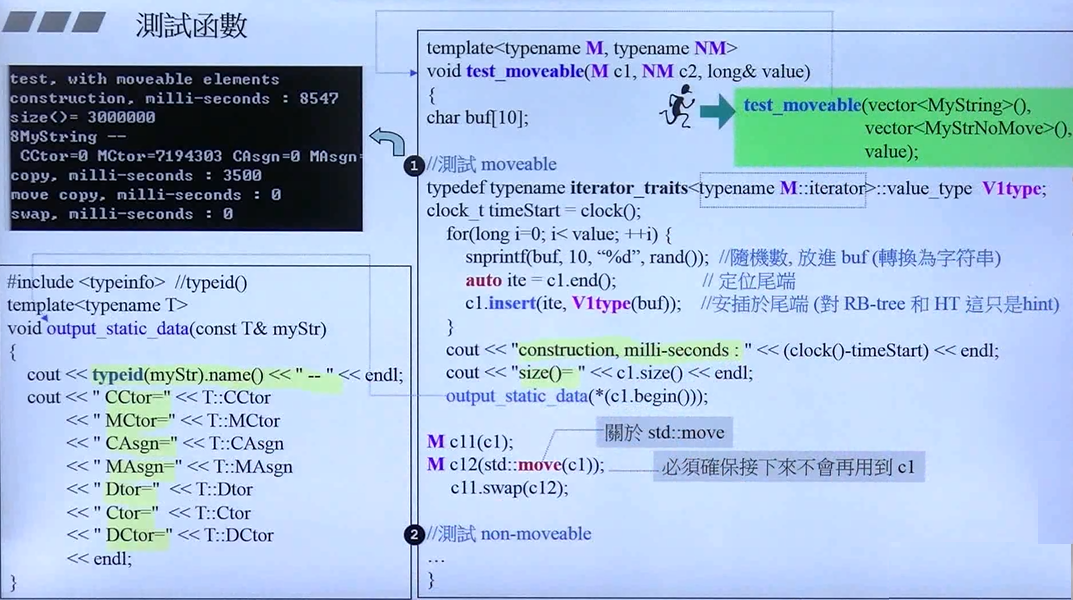 測試函數
test, with moveable elements
construction, milli-seconds : 8547
size()= 3000000
8MyString --
CCtor=0 MCtor=7194303 CAsgn=0 MAsgn=
copy, milli-seconds : 3500
move copy, milli-seconds : 0
swap, milli-seconds : 0
#include <typeinfo> //typeid()
template<typename T>
void output_static_data(const T& myStr)
{
cout << typeid(myStr).name() << " -- " << endl;
cout << " CCtor=" << T::CCtor
<< " MCtor=" << T::MCtor
<< " CAsgn=" << T::CAsgn
<< " MAsgn=" << T::MAsgn
<< " Dtor=" << T::Dtor
<< " Ctor=" << T::Ctor
<< " DCtor=" << T::DCtor
<< endl;
}
template<typename M, typename NM>
void test_moveable(M c1, NM c2, long& value)
{
char buf[10];
test_moveable(vector<MyString>(),
vector<MyStrNoMove>(),
value);
1 //測試 moveable
typedef typename iterator_traits<typename M::iterator>::value_type V1type;
clock_t timeStart = clock();
for(long i=0; i< value; ++i) {
snprintf(buf, 10, “%d”, rand()); //隨機數, 放進 buf (轉換為字符串)
auto ite = c1.end(); // 定位尾端
c1.insert(ite, V1type(buf)); //安插於尾端 (對 RB-tree 和 HT 這只是hint)
}
cout << "construction, milli-seconds : " << (clock()-timeStart) << endl;
cout << "size()= " << c1.size() << endl;
output_static_data(*(c1.begin()));
M c11(c1);
關於 std::move
M c12(std::move(c1));
必須確保接下來不會再用到 c1
c11.swap(c12);
2 //測試 non-moveable
…
}